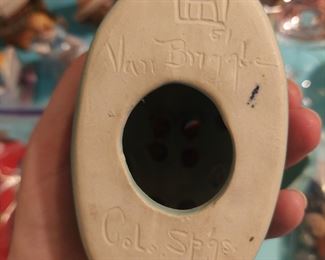 Van Briggle
Colo. Spgs.